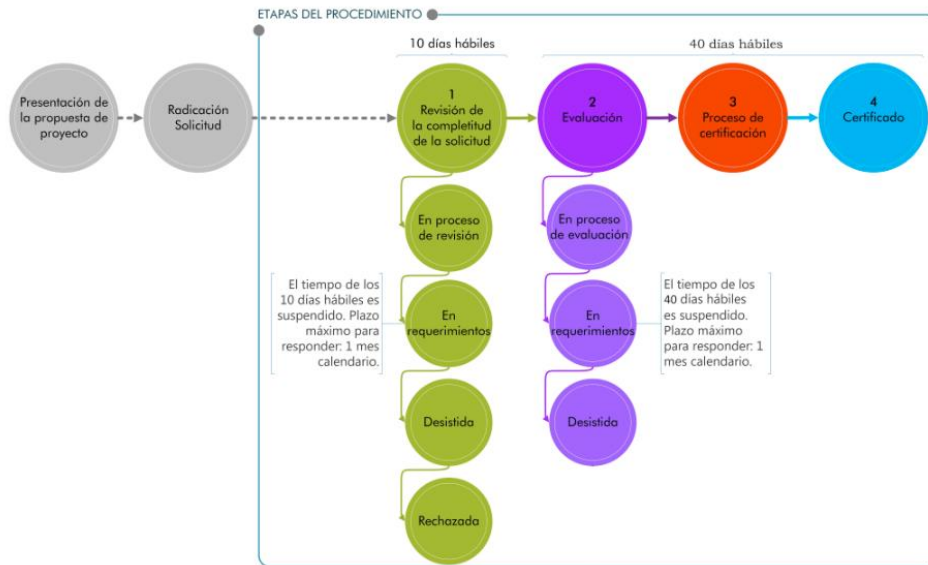 ETAPAS DEL PROCEDIMIENTO
10 días hábiles
40 días hábiles
Presentación de
la propuesta de
proyecto
Radicación
Solicitud
1
Revisión de
la completitud
de la solicitud
2
Evaluación
3
Proceso de
certificación
4
Certificado
En proceso
de revisión
En proceso
de evaluación
El tiempo de los
10 días hábiles es
suspendido. Plazo
máximo para
responder: 1 mes
calendario.
En
requerimientos
En
requerimientos
El tiempo de los
40 días hábiles
es suspendido.
Plazo máximo
para responder: 1
mes calendario.
Desistida
Desistida
Rechazada